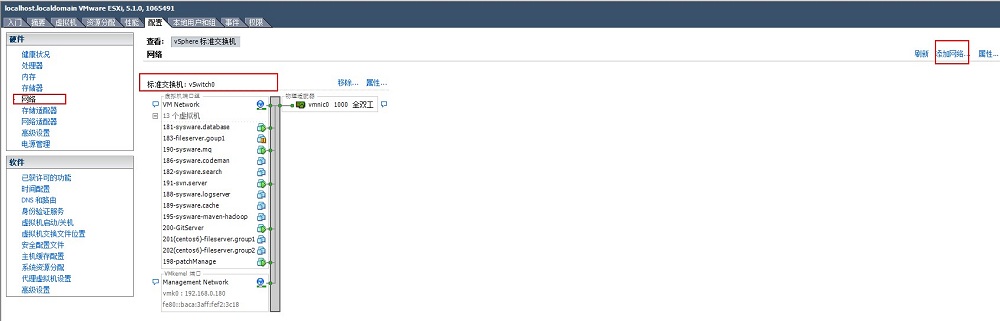 localhost.localdomain VMware ESXi, 5.1.0, 1065491
入门 摘要 虚拟机 资源分配 性能 配置 本地用户和组 事件 权限
硬件
健康状况
处理器
内存
存储器
网络
存储适配器
网络适配器
高级设置
电源管理
软件
已获许可的功能
时间配置
DNS 和路由
身份验证服务
虚拟机启动/关机
虚拟机交换文件位置
安全配置文件
主机缓存配置
系统资源分配
代理虚拟机设置
高级设置
查看: vSphere 标准交换机
网络
刷新 添加网络... 属性...
标准交换机: vSwitch0 移除... 属性...
虚拟机端口组 物理适配器
VM Network vmnic0 1000 全双工
13 个虚拟机
181-sysware.database
183-fileserver.goup1
190-sysware.mq
186-sysware.codeman
182-sysware.search
191-svn.server
188-sysware.logserver
189-sysware.cache
195-sysware-maven-hadoop
200-GitServer
201(centos6)-fileserver.group1
202(centos6)-fileserver.group2
198-patchManage
VMkernel 端口
Management Network
vmk0 : 192.168.0.180
fe80::baca:3aff:fef2:3c18